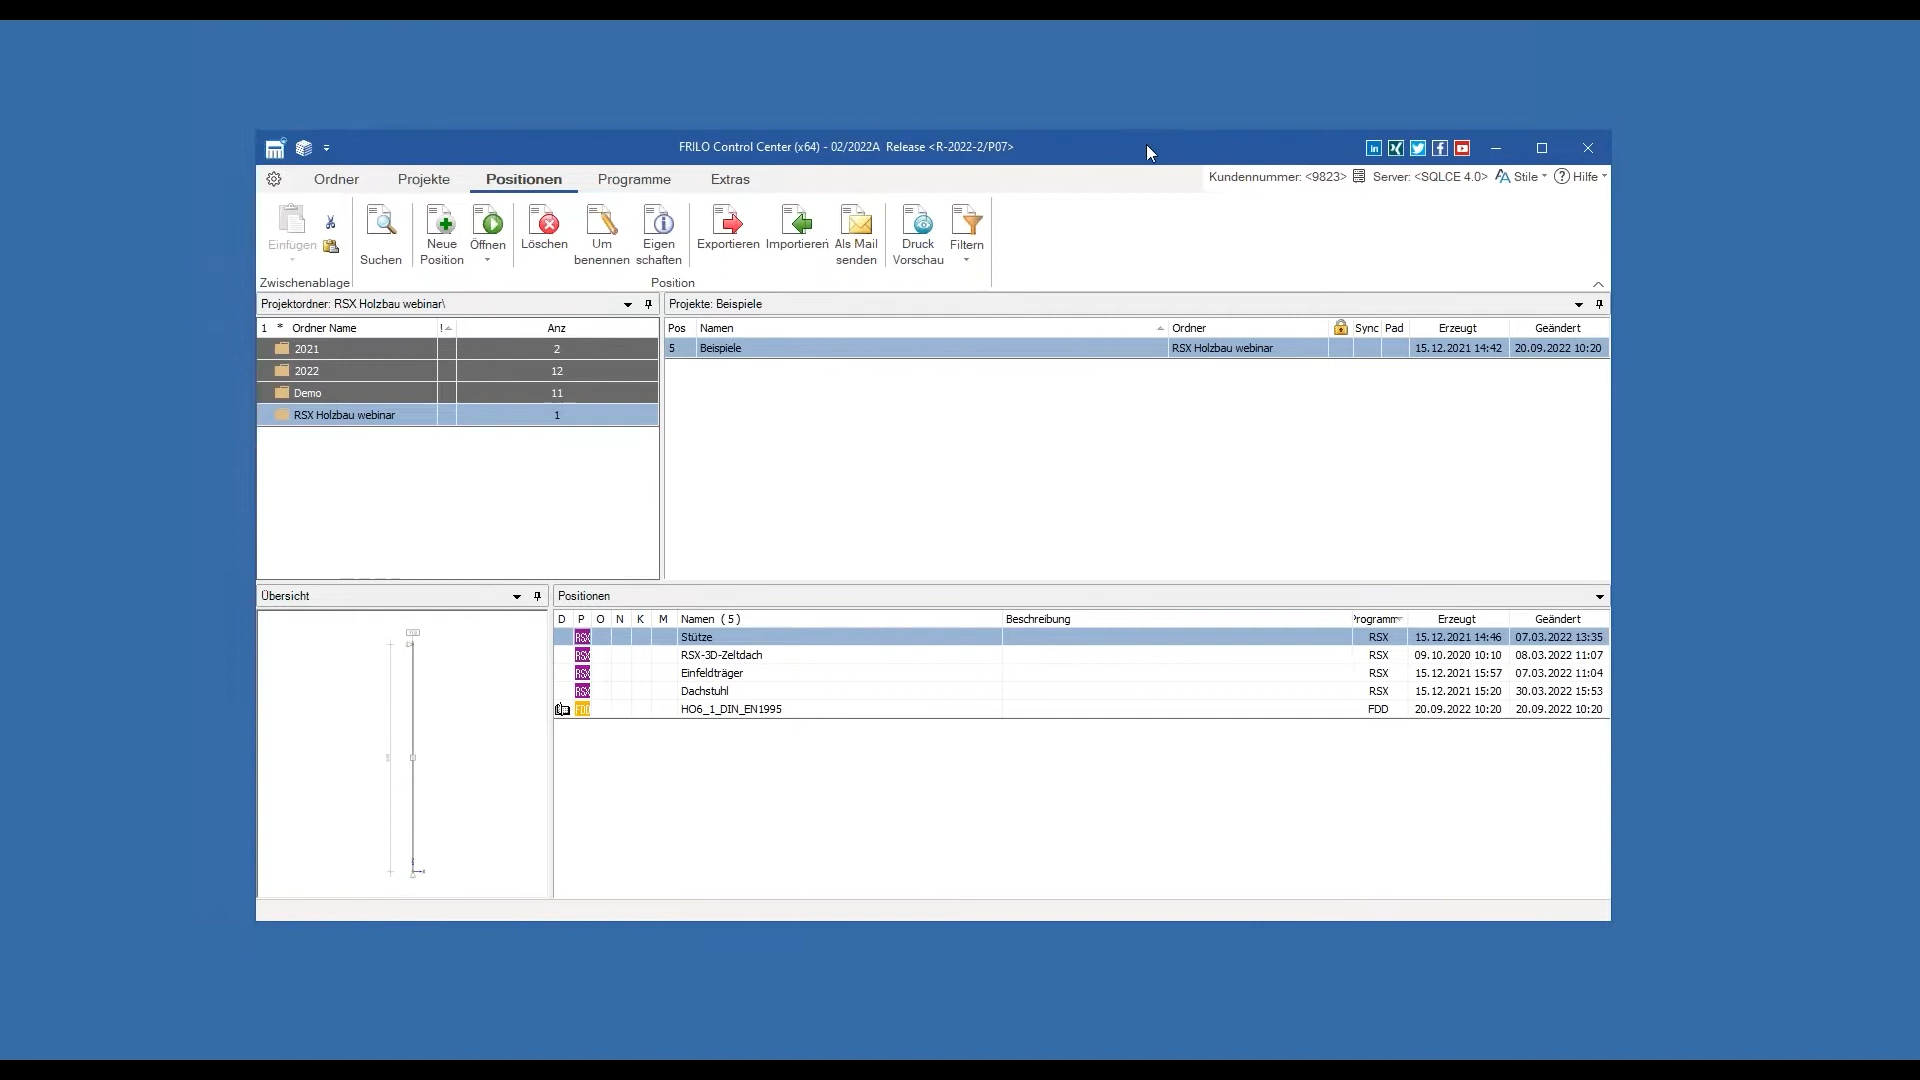 FRILO Control Center (x64) - 02/2022A Release <R-2022-2/P07>
Ordner Projekte Positionen Programme Extras
Kundennummer: <9823> Server: <SQLCE 4.0> Stile Hilfe
Einfügen
Suchen
Neue Position
Öffnen
Löschen
Um benennen
Eigen schaften
Exportieren
Importieren
Als Mail senden
Druck Vorschau
Filtern
Zwischenablage
Position
Projektordner: RSX Holzbau webinar\
1 * Ordner Name ! Anz
2021 2
2022 12
Demo 11
RSX Holzbau webinar 1
Projekte: Beispiele
Pos Namen Ordner Sync Pad Erzeugt Geändert
5 Beispiele RSX Holzbau webinar 15.12.2021 14:42 20.09.2022 10:20
Übersicht
Positionen
D P O N K M Namen ( 5 ) Beschreibung Programm Erzeugt Geändert
RSX Stütze RSX 15.12.2021 14:46 07.03.2022 13:35
RSX RSX-3D-Zeltdach RSX 09.10.2020 10:10 08.03.2022 11:07
RSX Einfeldträger RSX 15.12.2021 15:57 07.03.2022 11:04
RSX Dachstuhl RSX 15.12.2021 15:20 30.03.2022 15:53
FDD HO6_1_DIN_EN1995 FDD 20.09.2022 10:20 20.09.2022 10:20